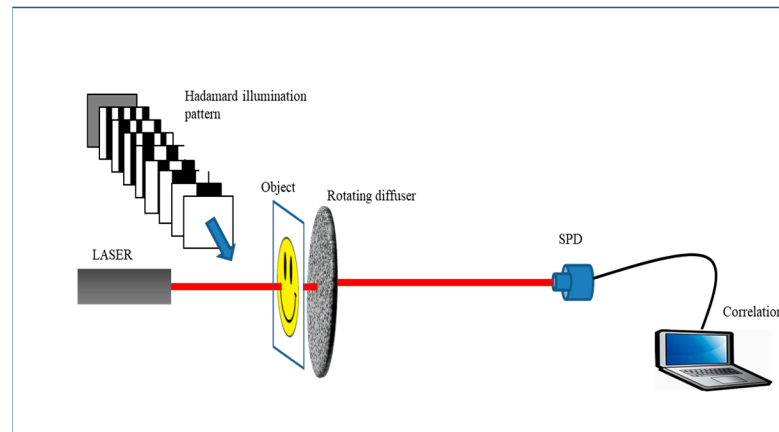 Hadamard illumination
pattern
Object
Rotating diffuser
LASER
SPD
Correlation